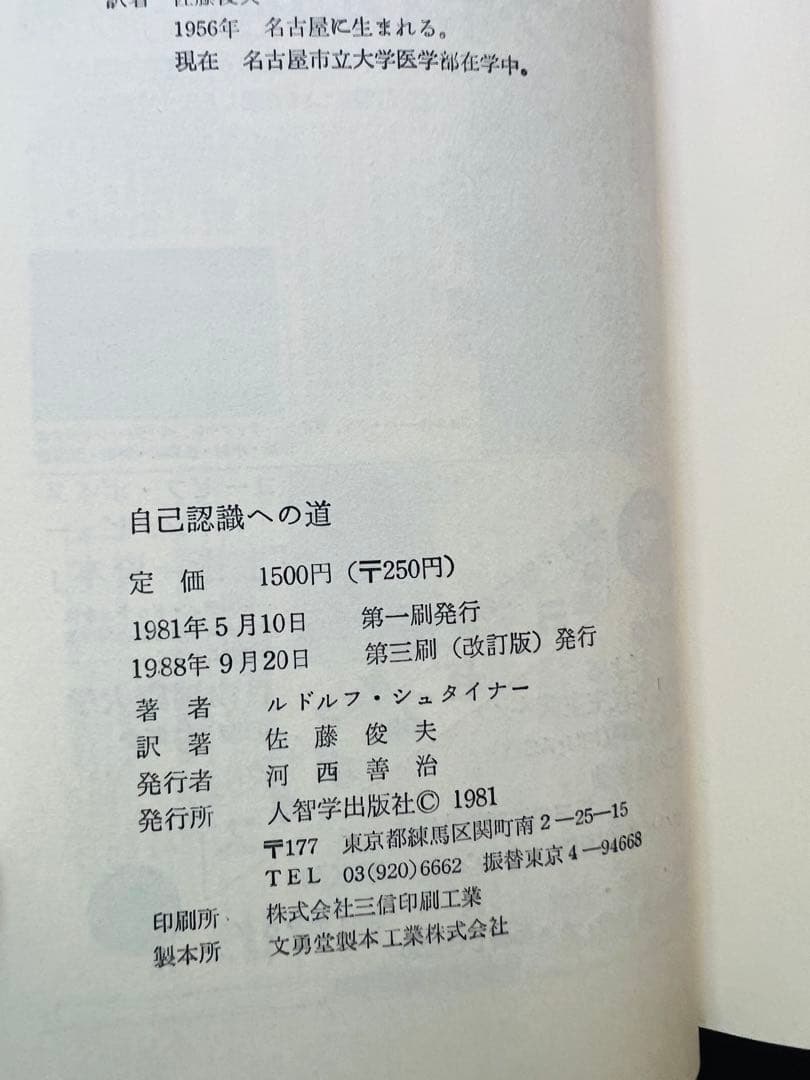 訳者 佐藤俊夫
1956年 名古屋に生まれる。
現在 名古屋市立大学医学部在学中。
自己認識への道
定価 1500円(〒250円)
1981年5月10日 第一刷発行
1988年9月20日 第三刷(改訂版)発行
著者 ルドルフ・シュタイナー
訳著 佐藤俊夫
発行者 河西善治
発行所 人智学出版社© 1981
〒177 東京都練馬区関町南2―25―15
TEL 03(920)6662 振替東京4―94668
印刷所 株式会社三信印刷工業
製本所 文勇堂製本工業株式会社